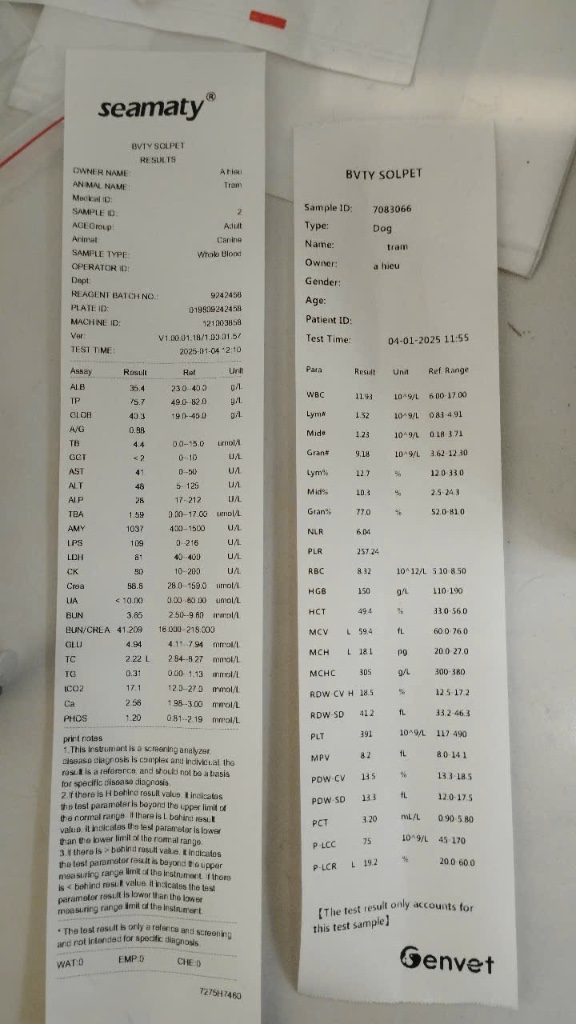 seamaty®
BVTY SOLPET
RESULTS
OWNER NAME: A hieu
ANIMAL NAME: Tram
Medical ID:
SAMPLE ID: 2
AGEGroup: Adult
Animal: Canine
SAMPLE TYPE: Whole Blood
OPERATOR ID:
Dept:
REAGENT BATCH NO.: 9242458
PLATE ID: 019809242458
MACHINE ID: 121003858
Ver: V1.00.01.18/1.00.01.57
TEST TIME: 2025-01-04 12:10
Assay Result Ref Unit
ALB 35.4 23.0-40.0 g/L
TP 75.7 49.0-82.0 g/L
GLOB 40.3 19.0-45.0 g/L
A/G 0.88
TB 4.4 0.0-15.0 umol/L
GGT <2 0-10 U/L
AST 41 0-50 U/L
ALT 48 5-125 U/L
ALP 28 17-212 U/L
TBA 1.59 0.00-17.00 umol/L
AMY 1037 400-1500 U/L
LPS 109 0-216 U/L
LDH 81 40-400 U/L
CK 80 10-200 U/L
Crea 88.6 28.0-159.0 umol/L
UA <10.00 0.00-60.00 umol/L
BUN 3.65 2.50-9.60 mmol/L
BUN/CREA 41.209 16.000-218.000
GLU 4.94 4.11-7.94 mmol/L
TC 2.22 L 2.84-8.27 mmol/L
TG 0.31 0.00-1.13 mmol/L
tCO2 17.1 12.0-27.0 mmol/L
Ca 2.56 1.98-3.00 mmol/L
PHOS 1.20 0.81-2.19 mmol/L
print notes
1.This instrument is a screening analyzer,
disease diagnosis is complex and individual, the
result is a reference, and should not be a basis
for specific disease diagnosis.
2.If there is H behind result value, it indicates
the test parameter is beyond the upper limit of
the normal range. If there is L behind result
value, it indicates the test parameter is lower
than the lower limit of the normal range.
3.If there is > behind result value, it indicates
the test parameter result is beyond the upper
measuring range limit of the instrument. If there
is < behind result value, it indicates the test
parameter result is lower than the lower
measuring range limit of the instrument.
* The test result is only a refence and screening
and not intended for specific diagnosis.
WAT:0 EMP:0 CHE:0
7275H7460
BVTY SOLPET
Sample ID: 7083066
Type: Dog
Name: tram
Owner: a hieu
Gender:
Age:
Patient ID:
Test Time: 04-01-2025 11:55
Para Result Unit Ref Range
WBC 11.93 10^9/L 6.00-17.00
Lym# 1.52 10^9/L 0.83-4.91
Mid# 1.23 10^9/L 0.18-3.71
Gran# 9.18 10^9/L 3.62-12.30
Lym% 12.7 % 12.0-33.0
Mid% 10.3 % 2.5-24.3
Gran% 77.0 % 52.0-81.0
NLR 6.04
PLR 257.24
RBC 8.32 10^12/L 5.10-8.50
HGB 150 g/L 110-190
HCT 49.4 % 33.0-56.0
MCV L 59.4 fL 60.0-76.0
MCH L 18.1 pg 20.0-27.0
MCHC 305 g/L 300-380
RDW-CV H 18.5 % 12.5-17.2
RDW-SD 41.2 fL 33.2-46.3
PLT 391 10^9/L 117-490
MPV 8.2 fL 8.0-14.1
PDW-CV 13.5 % 13.3-18.5
PDW-SD 13.3 fL 12.0-17.5
PCT 3.20 mL/L 0.90-5.80
P-LCC 75 10^9/L 45-170
P-LCR L 19.2 % 20.0-60.0
【The test result only accounts for
this test sample】
Genvet